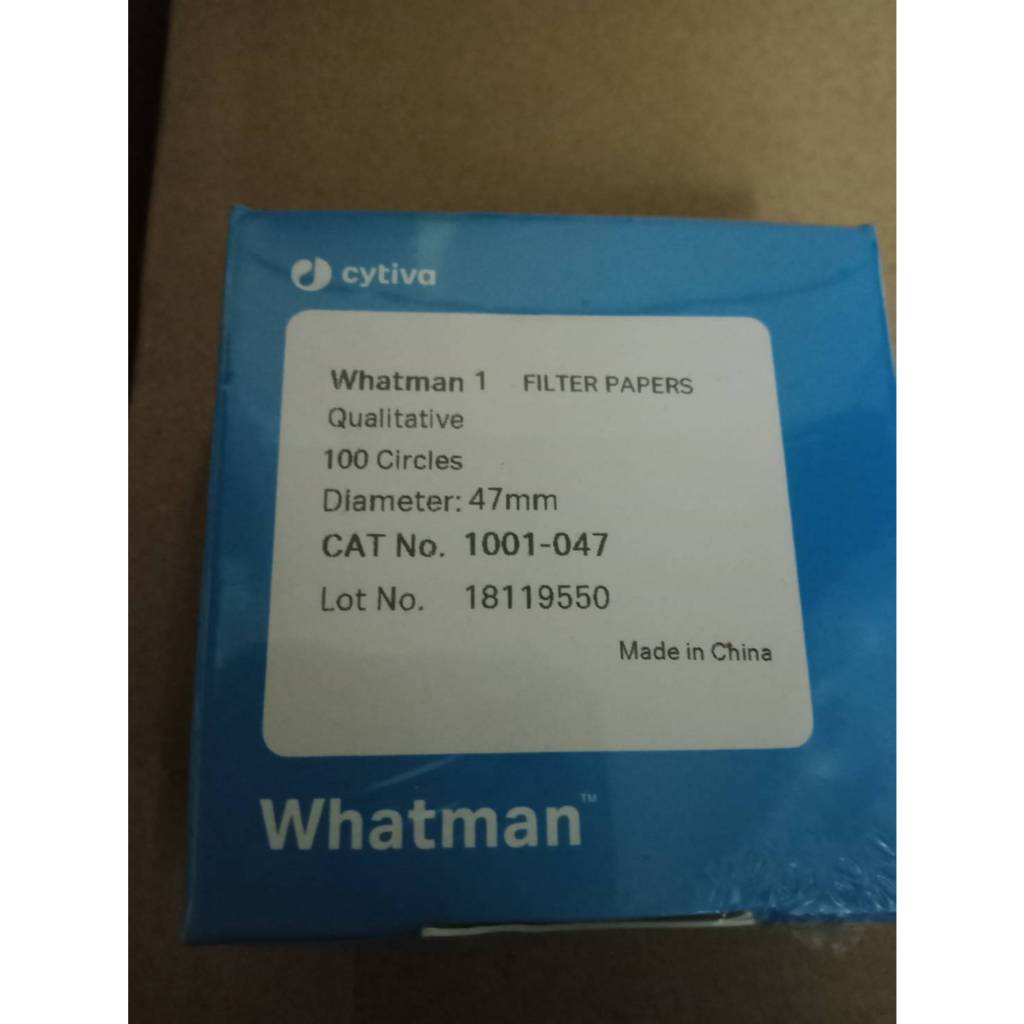 cytiva
Whatman 1 FILTER PAPERS
Qualitative
100 Circles
Diameter: 47mm
CAT No. 1001-047
Lot No. 18119550
Made in China
Whatman™